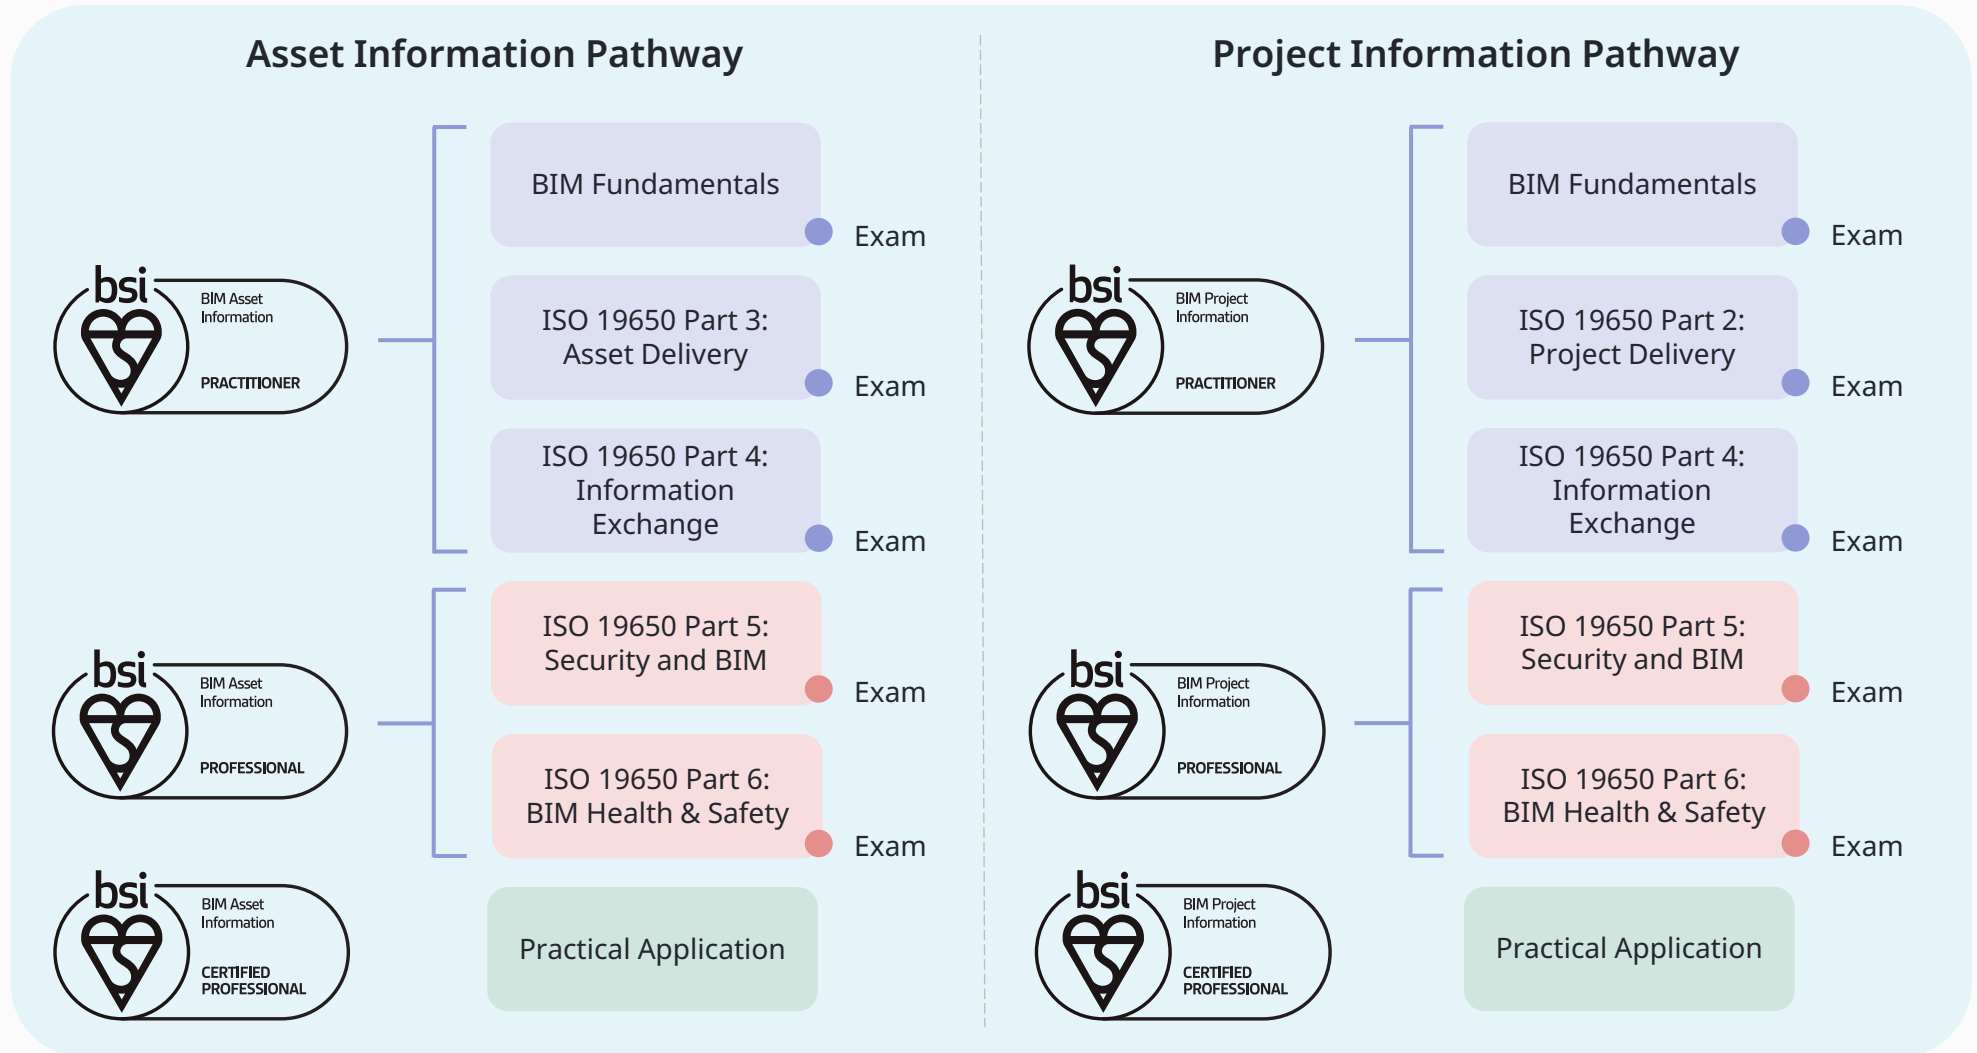 Asset Information Pathway
bsi
BIM Asset
Information
PRACTITIONER
BIM Fundamentals
Exam
ISO 19650 Part 3:
Asset Delivery
Exam
ISO 19650 Part 4:
Information
Exchange
Exam
bsi
BIM Asset
Information
PROFESSIONAL
ISO 19650 Part 5:
Security and BIM
Exam
ISO 19650 Part 6:
BIM Health & Safety
Exam
bsi
BIM Asset
Information
CERTIFIED
PROFESSIONAL
Practical Application
Project Information Pathway
bsi
BIM Project
Information
PRACTITIONER
BIM Fundamentals
Exam
ISO 19650 Part 2:
Project Delivery
Exam
ISO 19650 Part 4:
Information
Exchange
Exam
bsi
BIM Project
Information
PROFESSIONAL
ISO 19650 Part 5:
Security and BIM
Exam
ISO 19650 Part 6:
BIM Health & Safety
Exam
bsi
BIM Project
Information
CERTIFIED
PROFESSIONAL
Practical Application